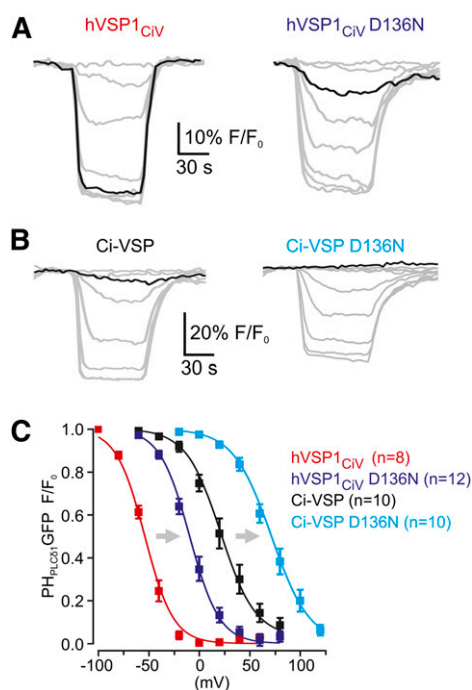 A
hVSP1CiV
hVSP1CiV D136N
10% F/F0
30 s
B
Ci-VSP
Ci-VSP D136N
20% F/F0
30 s
C
PHPLCδ1GFP F/F0
1.0
0.8
0.6
0.4
0.2
0.0
-100
-50
0
50
100
(mV)
hVSP1CiV (n=8)
hVSP1CiV D136N (n=12)
Ci-VSP (n=10)
Ci-VSP D136N (n=10)